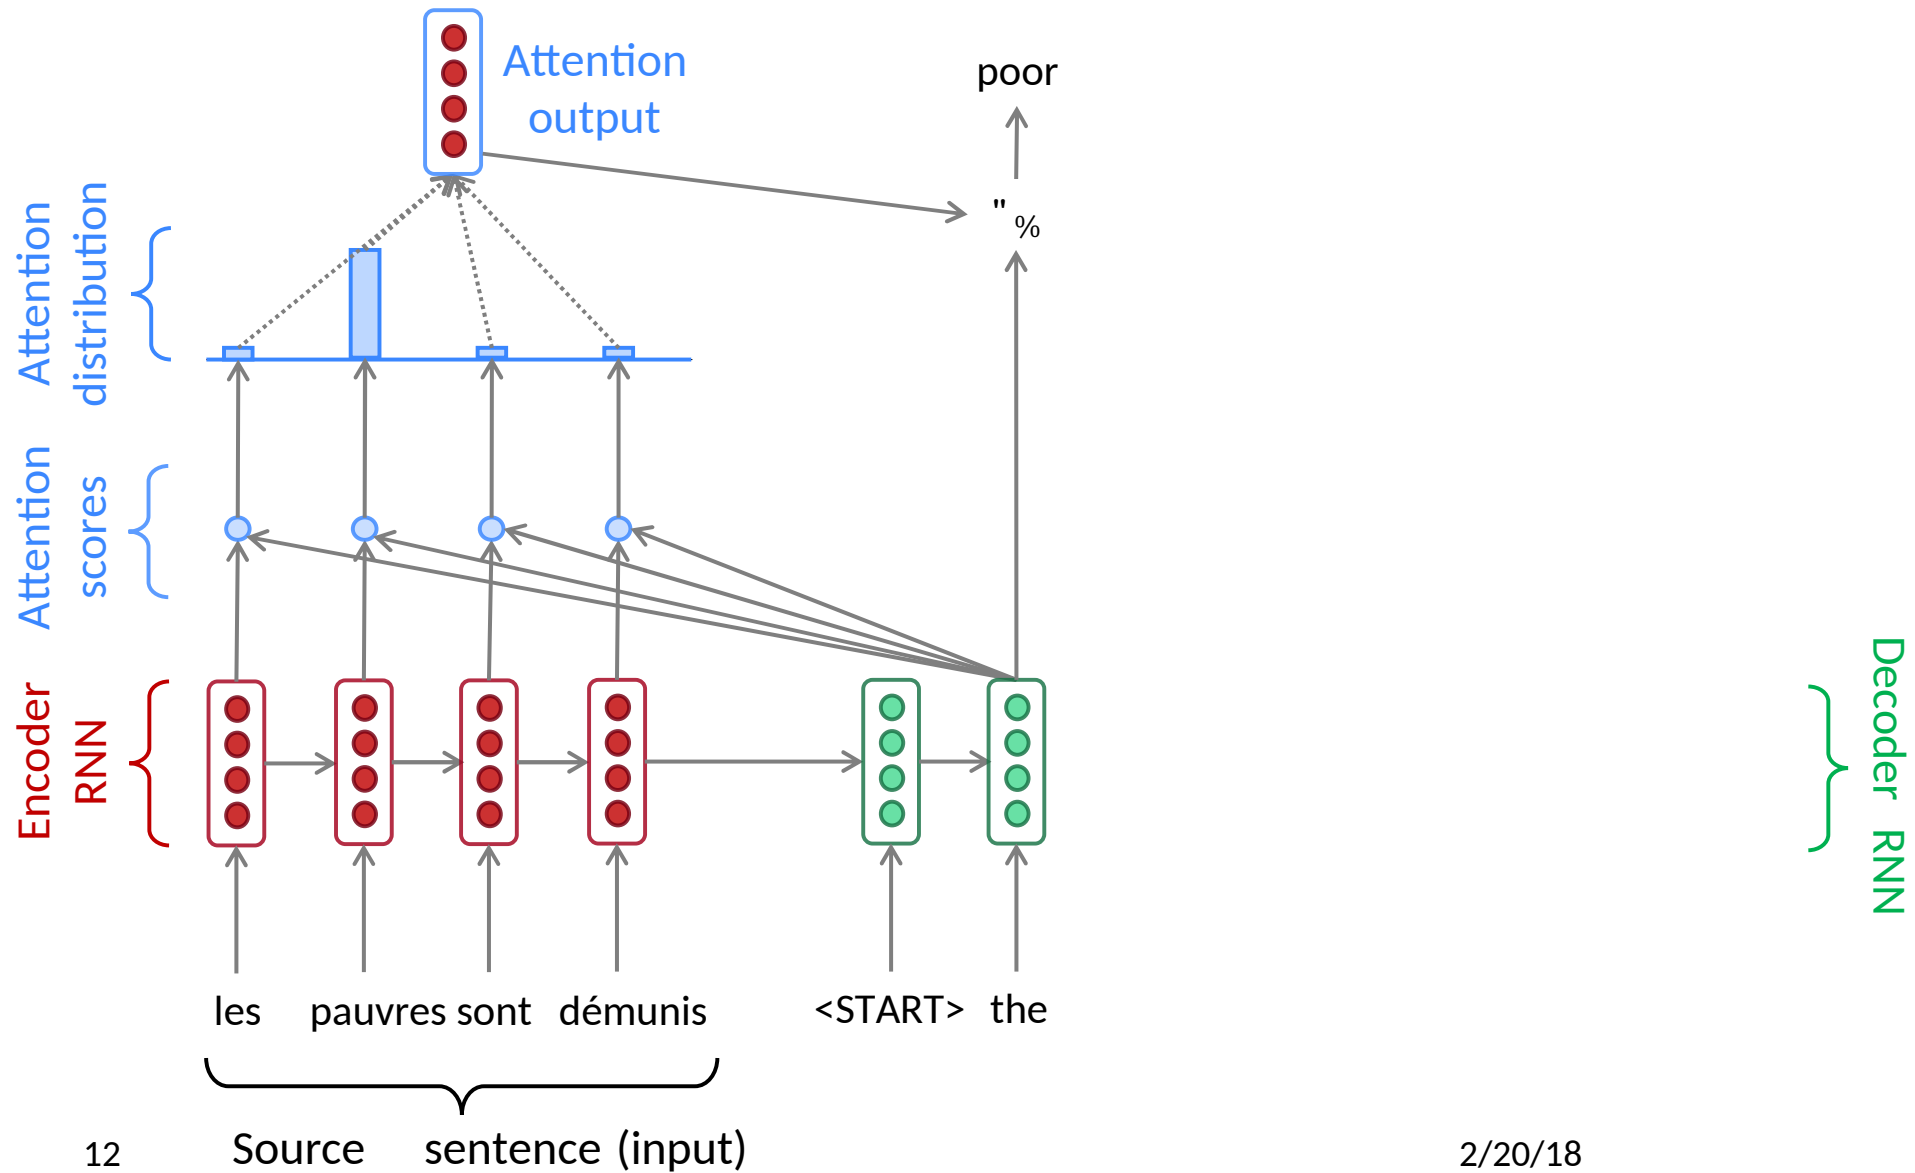 Attention
output
poor
" %
Attention
distribution
Attention
scores
Encoder
RNN
Decoder RNN
les pauvres sont démunis <START> the
Source sentence (input)
12 2/20/18